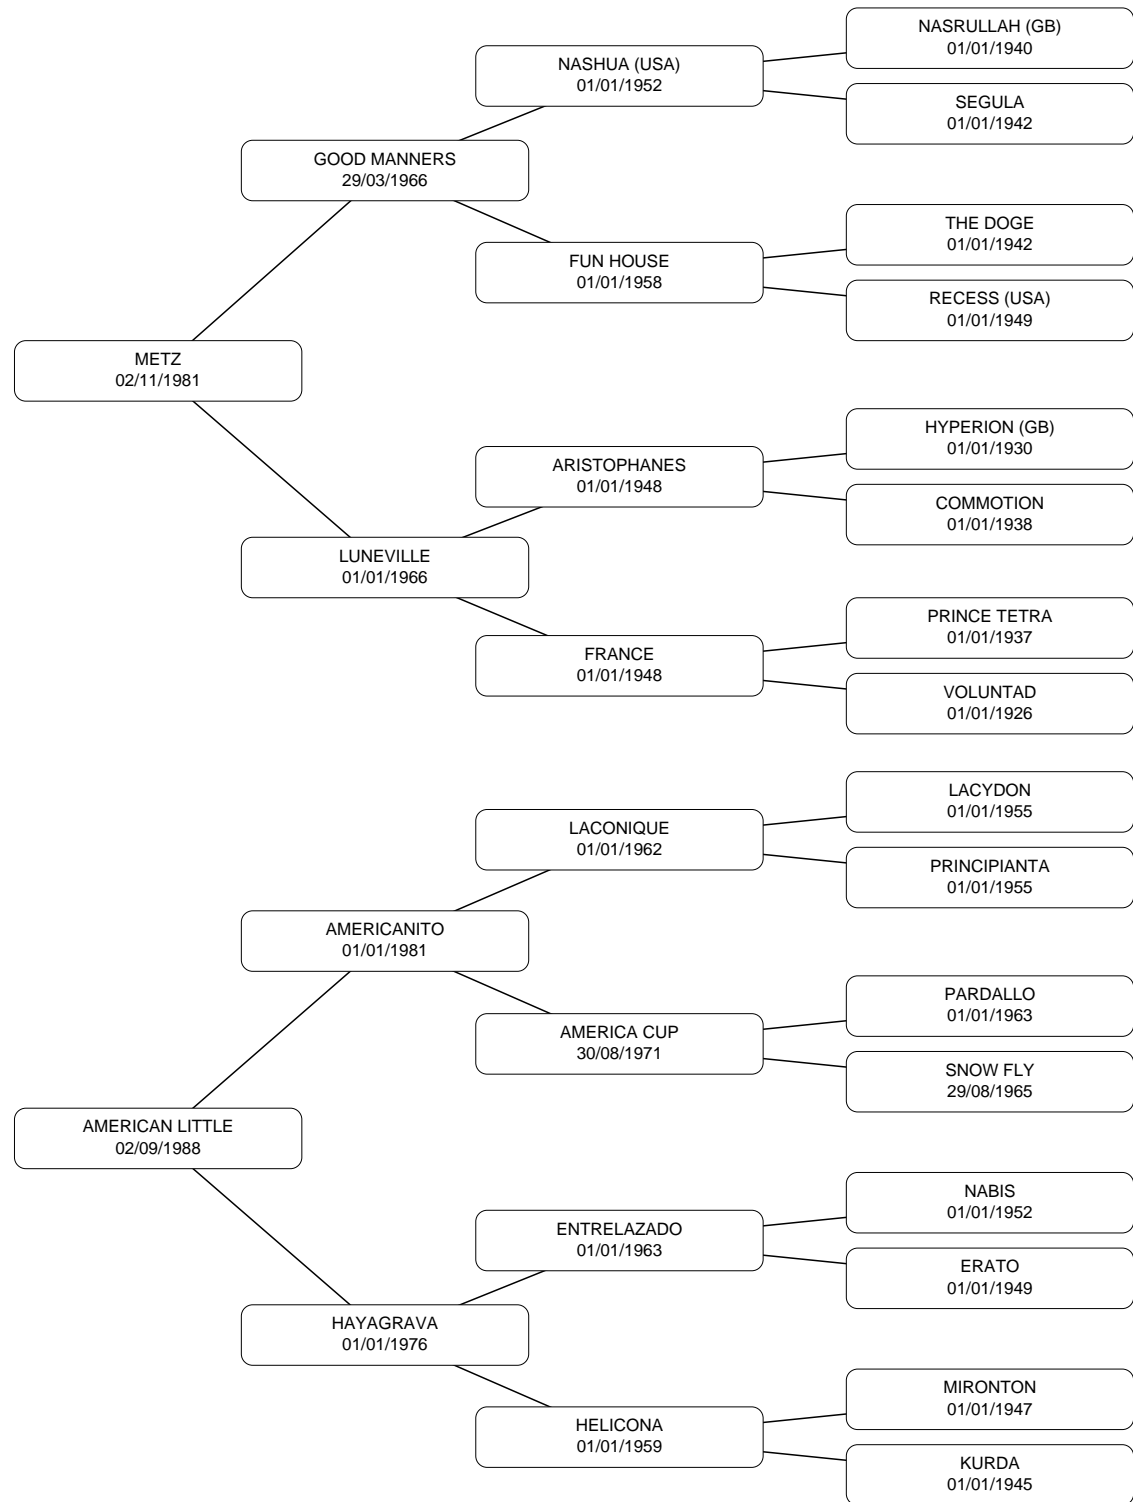 NASRULLAH (GB)
01/01/1940
NASHUA (USA)
01/01/1952
SEGULA
01/01/1942
GOOD MANNERS
29/03/1966
THE DOGE
01/01/1942
FUN HOUSE
01/01/1958
RECESS (USA)
01/01/1949
METZ
02/11/1981
HYPERION (GB)
01/01/1930
ARISTOPHANES
01/01/1948
COMMOTION
01/01/1938
LUNEVILLE
01/01/1966
PRINCE TETRA
01/01/1937
FRANCE
01/01/1948
VOLUNTAD
01/01/1926
LACYDON
01/01/1955
LACONIQUE
01/01/1962
PRINCIPIANTA
01/01/1955
AMERICANITO
01/01/1981
PARDALLO
01/01/1963
AMERICA CUP
30/08/1971
SNOW FLY
29/08/1965
AMERICAN LITTLE
02/09/1988
NABIS
01/01/1952
ENTRELAZADO
01/01/1963
ERATO
01/01/1949
HAYAGRAVA
01/01/1976
MIRONTON
01/01/1947
HELICONA
01/01/1959
KURDA
01/01/1945